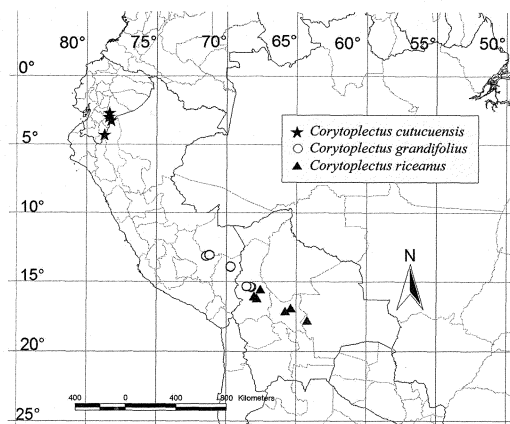 80° 75° 70° 65° 60° 55° 50°
0°
5°
10°
15°
20°
25°
Corytoplectus cutucuensis
Corytoplectus grandifolius
Corytoplectus riceanus
N
400 0 400 800 Kilometers